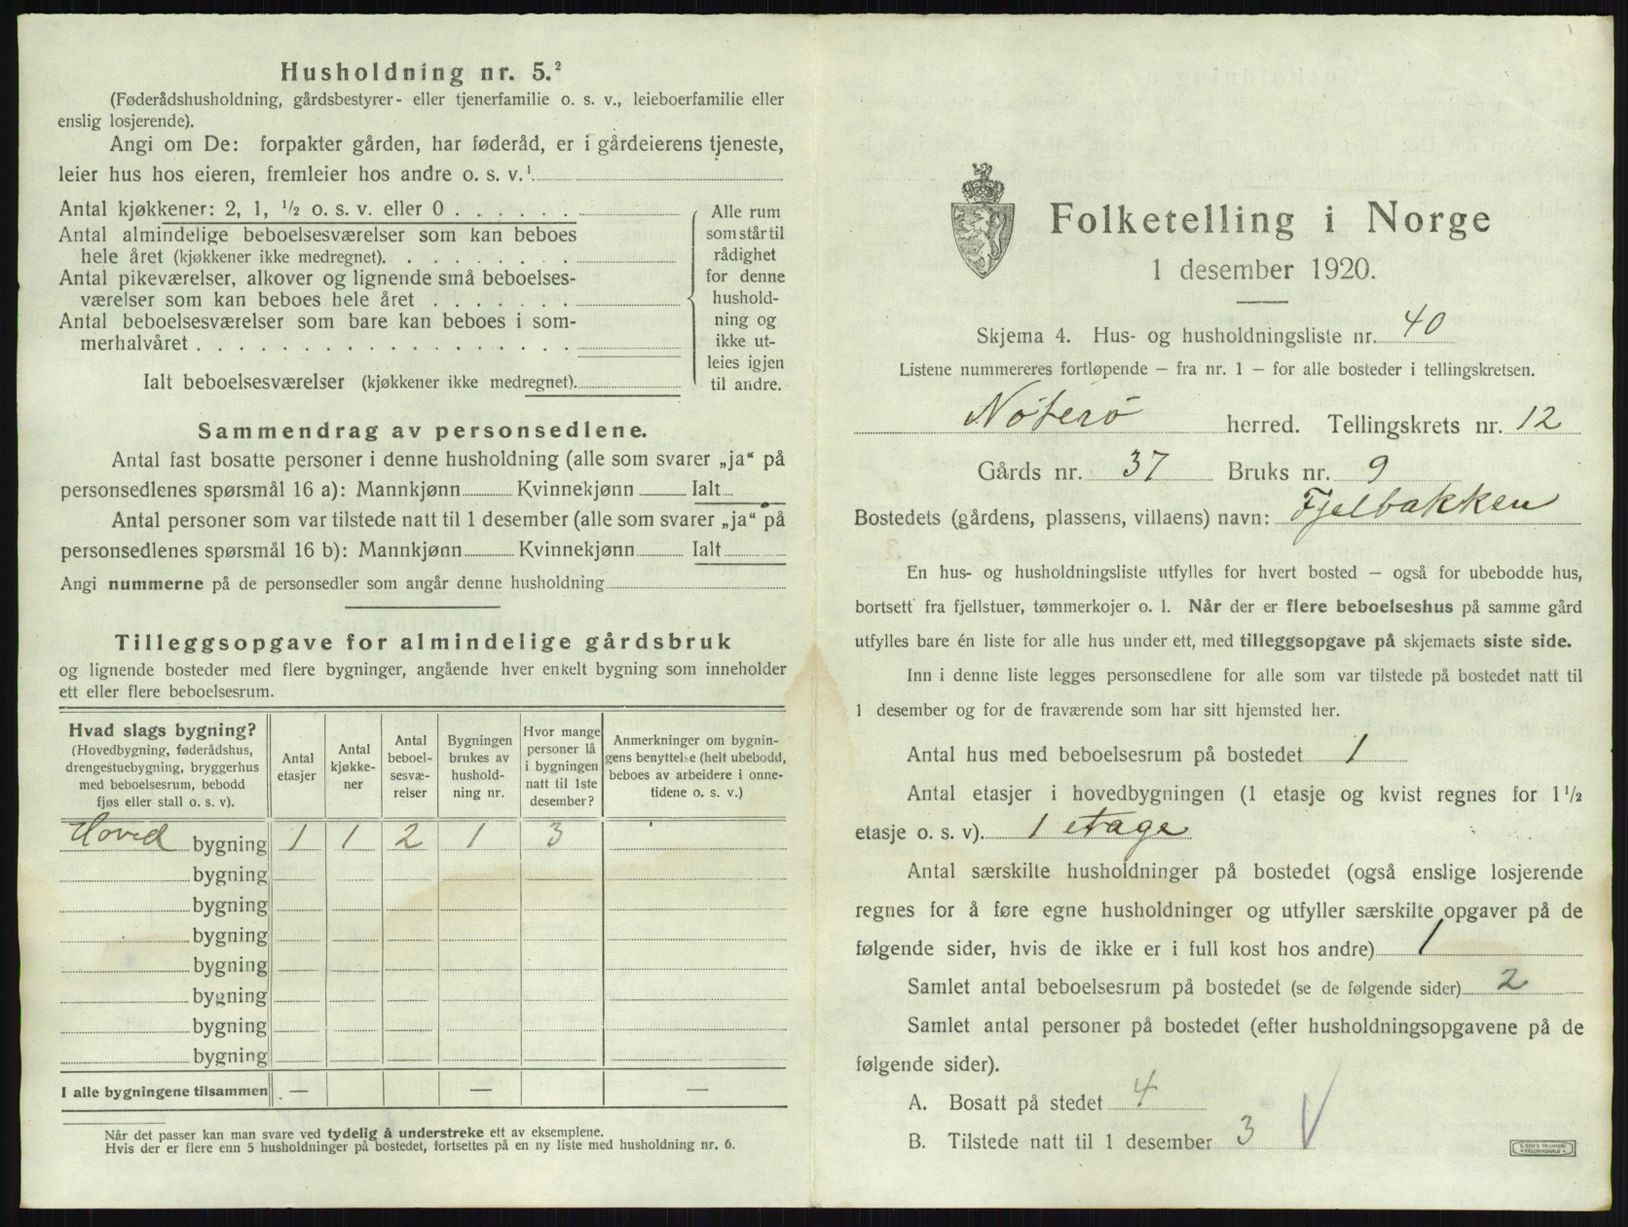 Husholdning nr. 5.²
(Føderådshusholdning, gårdsbestyrer- eller tjenerfamilie o. s. v., leieboerfamilie eller
enslig losjerende).
Angi om De: forpakter gården, har føderåd, er i gårdeierens tjeneste,
leier hus hos eieren, fremleier hos andre o. s. v.¹
Antal kjøkkener: 2, 1, ½ o. s. v. eller 0
Antal almindelige beboelsesværelser som kan beboes
hele året (kjøkkener ikke medregnet).
Antal pikeværelser, alkover og lignende små beboelses-
værelser som kan beboes hele året
Antal beboelsesværelser som bare kan beboes i som-
merhalvåret
Ialt beboelsesværelser (kjøkkener ikke medregnet).
Alle rum
som står til
rådighet
for denne
hushold-
ning og
ikke ut-
leies igjen
til andre.
Sammendrag av personsedlene.
Antal fast bosatte personer i denne husholdning (alle som svarer „ja“ på
personsedlenes spørsmål 16 a): Mannkjønn Kvinnekjønn Ialt
Antal personer som var tilstede natt til 1 desember (alle som svarer „ja“ på
personsedlenes spørsmål 16 b): Mannkjønn Kvinnekjønn Ialt
Angi nummerne på de personsedler som angår denne husholdning
Tilleggsopgave for almindelige gårdsbruk
og lignende bosteder med flere bygninger, angående hver enkelt bygning som inneholder
ett eller flere beboelsesrum.
Hvad slags bygning?
(Hovedbygning, føderådshus,
drengestuebygning, bryggerhus
med beboelsesrum, bebodd
fjøs eller stall o. s. v).
Antal
etasjer
Antal
kjøkke-
ner
Antal
beboel-
sesvæ-
relser
Bygningen
brukes av
hushold-
ning nr.
Hvor mange
personer lå
i bygningen
natt til 1ste
desember?
Anmerkninger om bygnin-
gens benyttelse (helt ubebodd,
beboes av arbeidere i onne-
tidene o. s. v.)
Hoved bygning 1 1 2 1 3
bygning
bygning
bygning
bygning
bygning
bygning
bygning
I alle bygningene tilsammen — — —
Når det passer kan man svare ved tydelig å understreke ett av eksemplene.
Hvis der er flere enn 5 husholdninger på bostedet, fortsettes på en ny liste med husholdning nr. 6.
Folketelling i Norge
1 desember 1920.
Skjema 4. Hus- og husholdningsliste nr. 40
Listene nummereres fortløpende — fra nr. 1 — for alle bosteder i tellingskretsen.
Nøterö herred. Tellingskrets nr. 12
Gårds nr. 37 Bruks nr. 9
Bostedets (gårdens, plassens, villaens) navn: Fjelbakken
En hus- og husholdningsliste utfylles for hvert bosted — også for ubebodde hus,
bortsett fra fjellstuer, tømmerkojer o. l. Når der er flere beboelseshus på samme gård
utfylles bare én liste for alle hus under ett, med tilleggsopgave på skjemaets siste side.
Inn i denne liste legges personsedlene for alle som var tilstede på bostedet natt til
1 desember og for de fraværende som har sitt hjemsted her.
Antal hus med beboelsesrum på bostedet 1
Antal etasjer i hovedbygningen (1 etasje og kvist regnes for 1½
etasje o. s. v). 1 etage
Antal særskilte husholdninger på bostedet (også enslige losjerende
regnes for å føre egne husholdninger og utfyller særskilte opgaver på de
følgende sider, hvis de ikke er i full kost hos andre) 1
Samlet antal beboelsesrum på bostedet (se de følgende sider) 2
Samlet antal personer på bostedet (efter husholdningsopgavene på de
følgende sider).
A. Bosatt på stedet 4
B. Tilstede natt til 1 desember 3